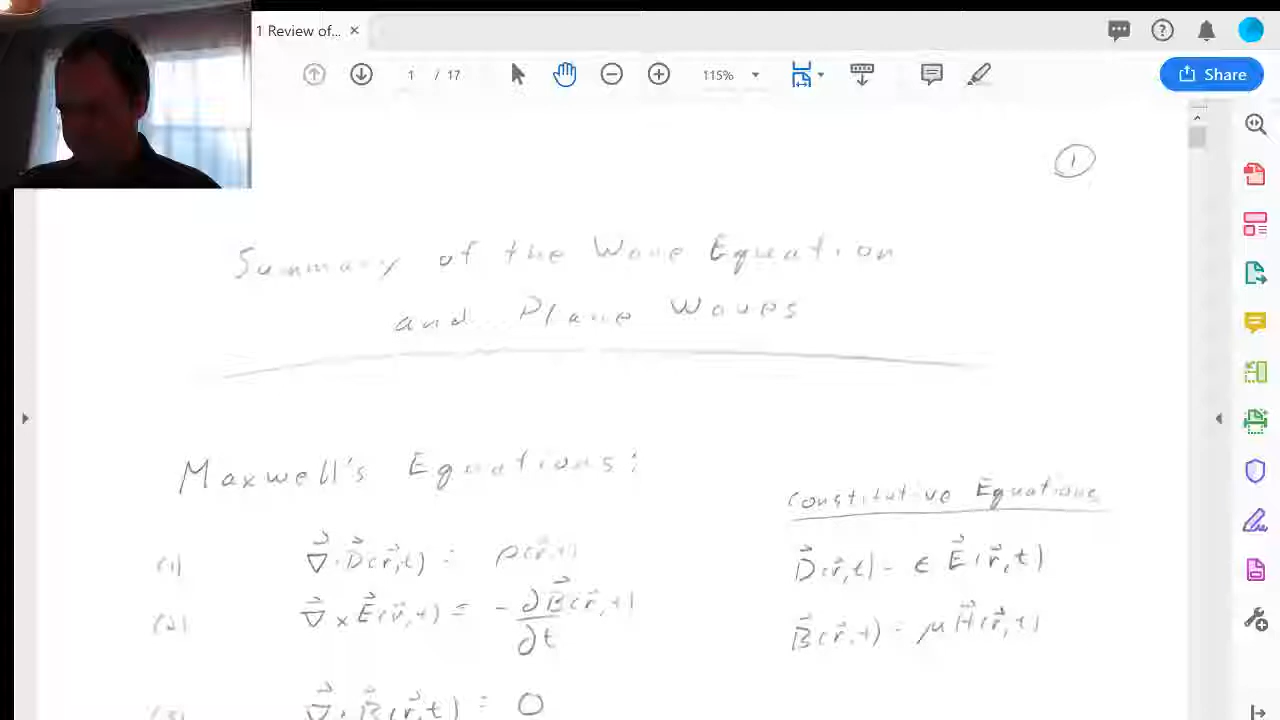 1 Review of...
1 / 17
115%
Share
1
Summary of the Wave Equation
and Plane Waves
Maxwell's Equations:
Constitutive Equations
(1) ∇⃗·D⃗(r⃗,t) = ρ(r⃗,t)
D⃗(r⃗,t) = ϵ E⃗(r⃗,t)
(2) ∇⃗×E⃗(r⃗,t) = -∂B⃗(r⃗,t)/∂t
B⃗(r⃗,t) = μ H⃗(r⃗,t)
(3) ∇⃗·B⃗(r⃗,t) = 0